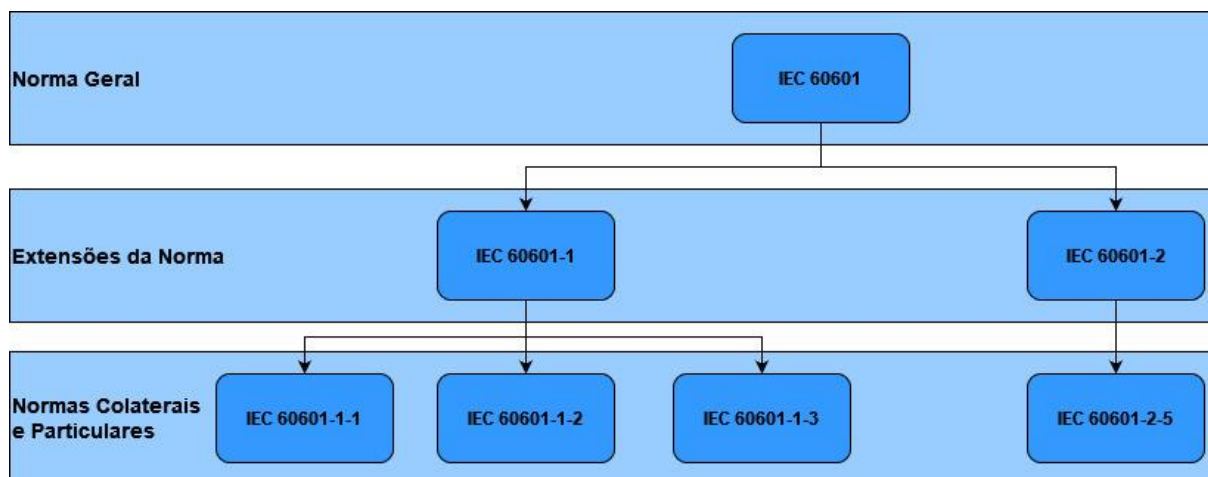 Norma Geral
IEC 60601
Extensões da Norma
IEC 60601-1
IEC 60601-2
Normas Colaterais
e Particulares
IEC 60601-1-1
IEC 60601-1-2
IEC 60601-1-3
IEC 60601-2-5